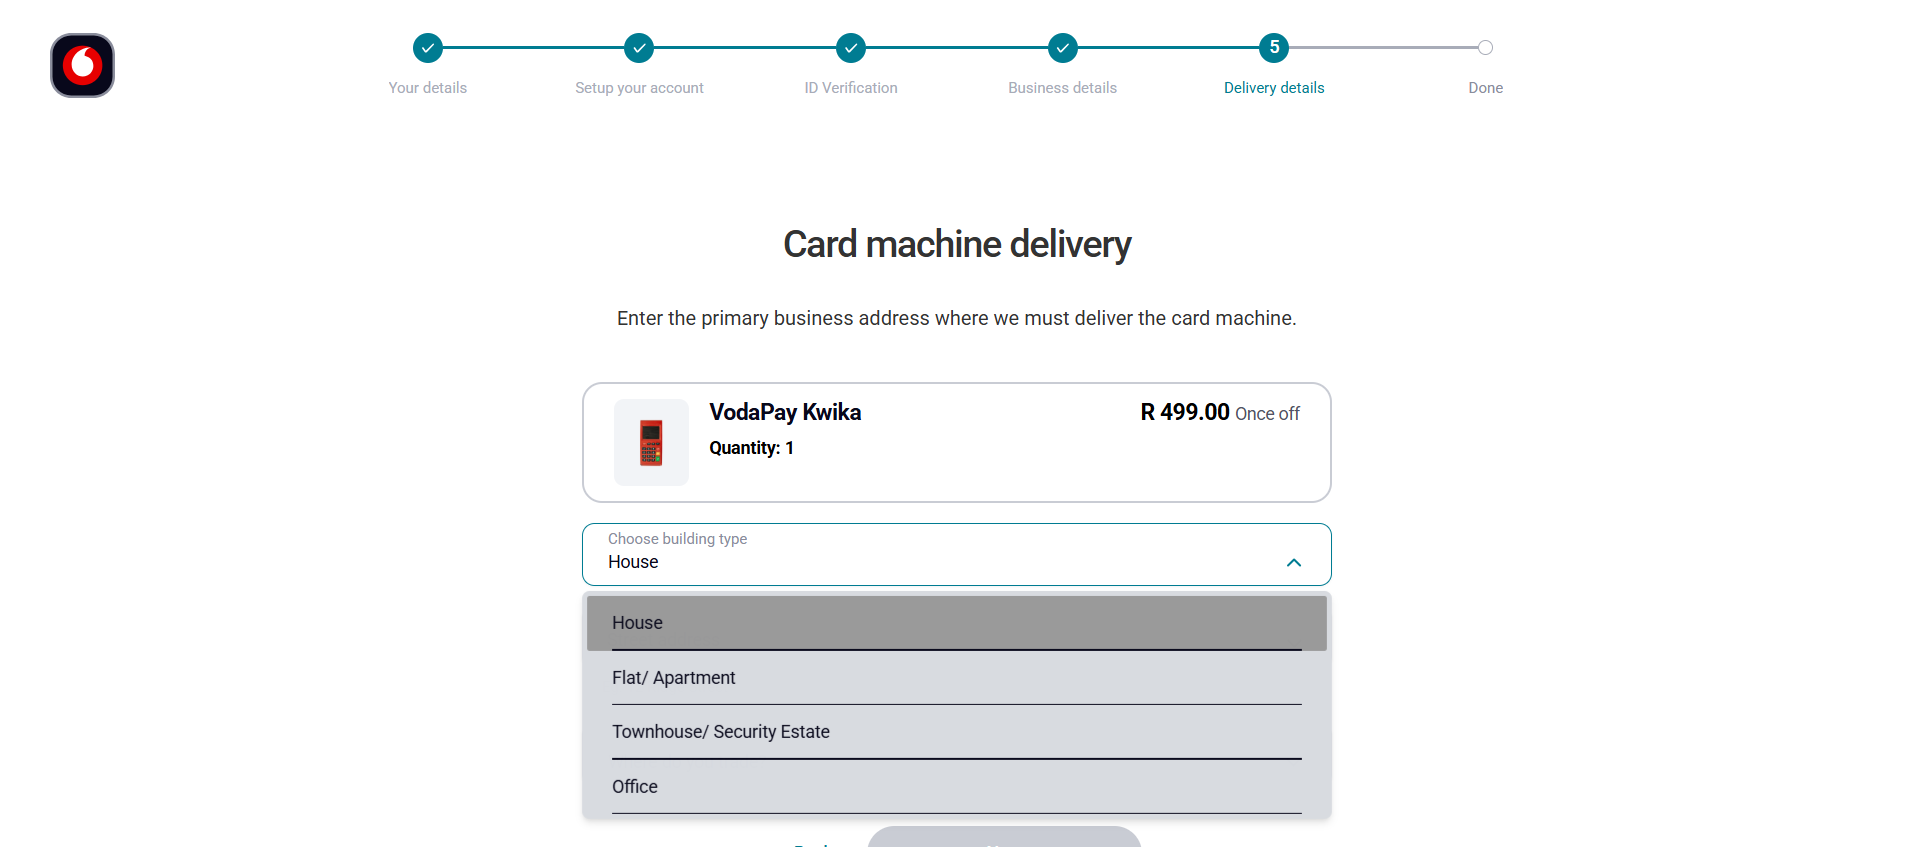 5
Your details
Setup your account
ID Verification
Business details
Delivery details
Done
Card machine delivery
Enter the primary business address where we must deliver the card machine.
VodaPay Kwika
R 499.00 Once off
Quantity: 1
Choose building type
House
House
Flat/ Apartment
Townhouse/ Security Estate
Office